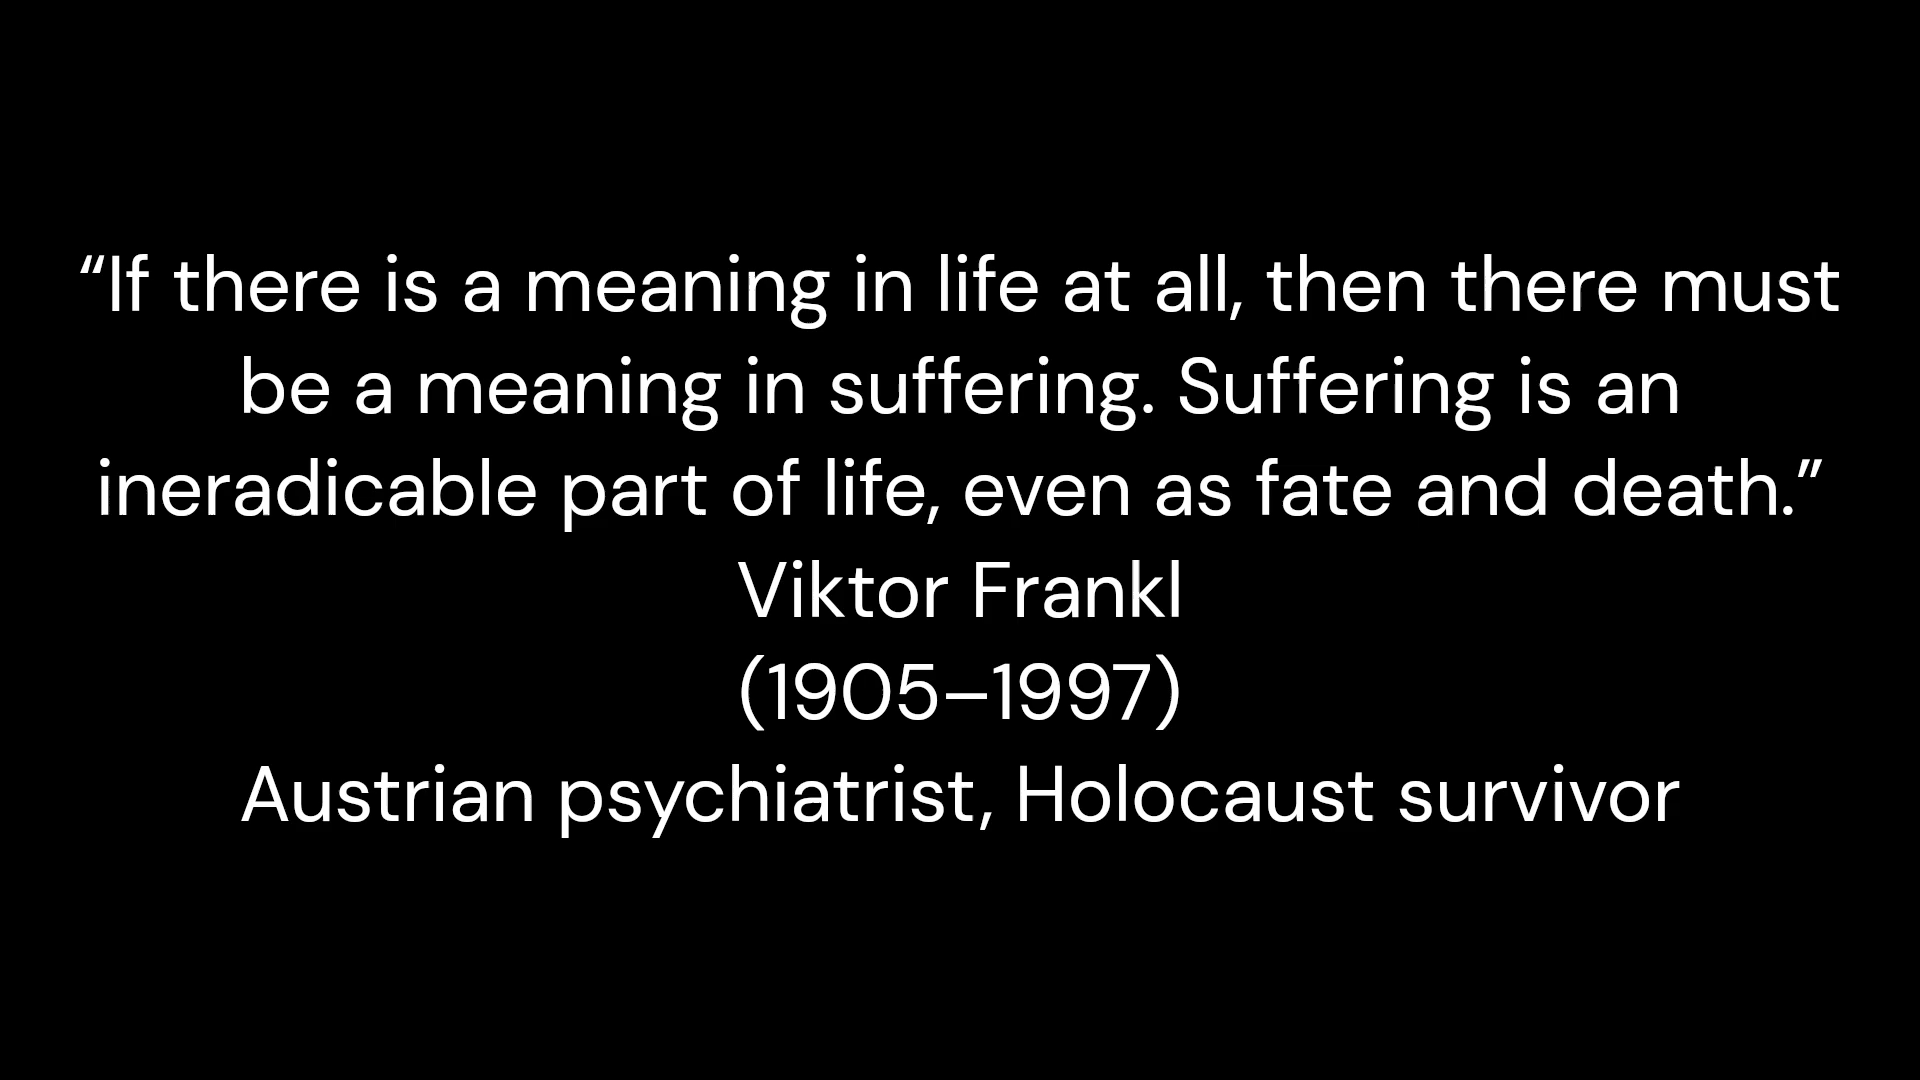 “If there is a meaning in life at all, then there must
be a meaning in suffering. Suffering is an
ineradicable part of life, even as fate and death.”
Viktor Frankl
(1905–1997)
Austrian psychiatrist, Holocaust survivor